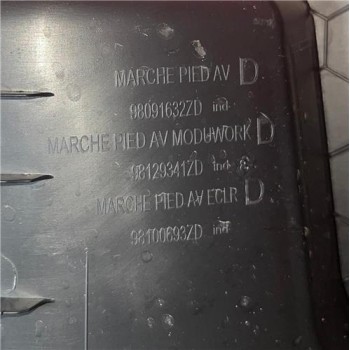 MARCHE PIED AV D
98091632ZD ind
MARCHE PIED AV MODUWORK D
98129341ZD ind
MARCHE PIED AV ECLR D
98100693ZD ind